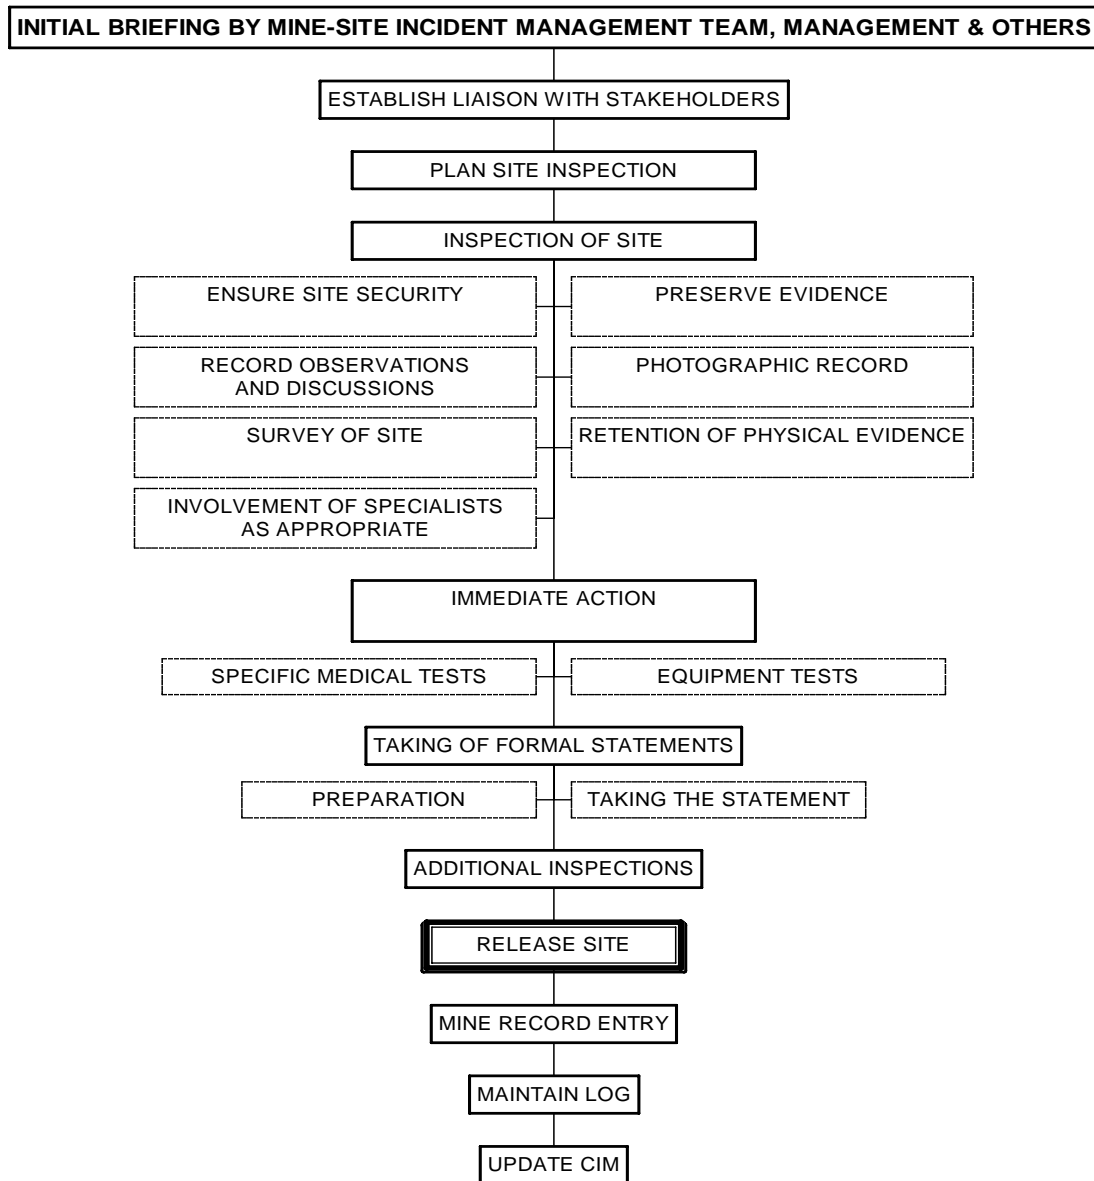 INITIAL BRIEFING BY MINE-SITE INCIDENT MANAGEMENT TEAM, MANAGEMENT & OTHERS
ESTABLISH LIAISON WITH STAKEHOLDERS
PLAN SITE INSPECTION
INSPECTION OF SITE
ENSURE SITE SECURITY
PRESERVE EVIDENCE
RECORD OBSERVATIONS
AND DISCUSSIONS
PHOTOGRAPHIC RECORD
SURVEY OF SITE
RETENTION OF PHYSICAL EVIDENCE
INVOLVEMENT OF SPECIALISTS
AS APPROPRIATE
IMMEDIATE ACTION
SPECIFIC MEDICAL TESTS
EQUIPMENT TESTS
TAKING OF FORMAL STATEMENTS
PREPARATION
TAKING THE STATEMENT
ADDITIONAL INSPECTIONS
RELEASE SITE
MINE RECORD ENTRY
MAINTAIN LOG
UPDATE CIM